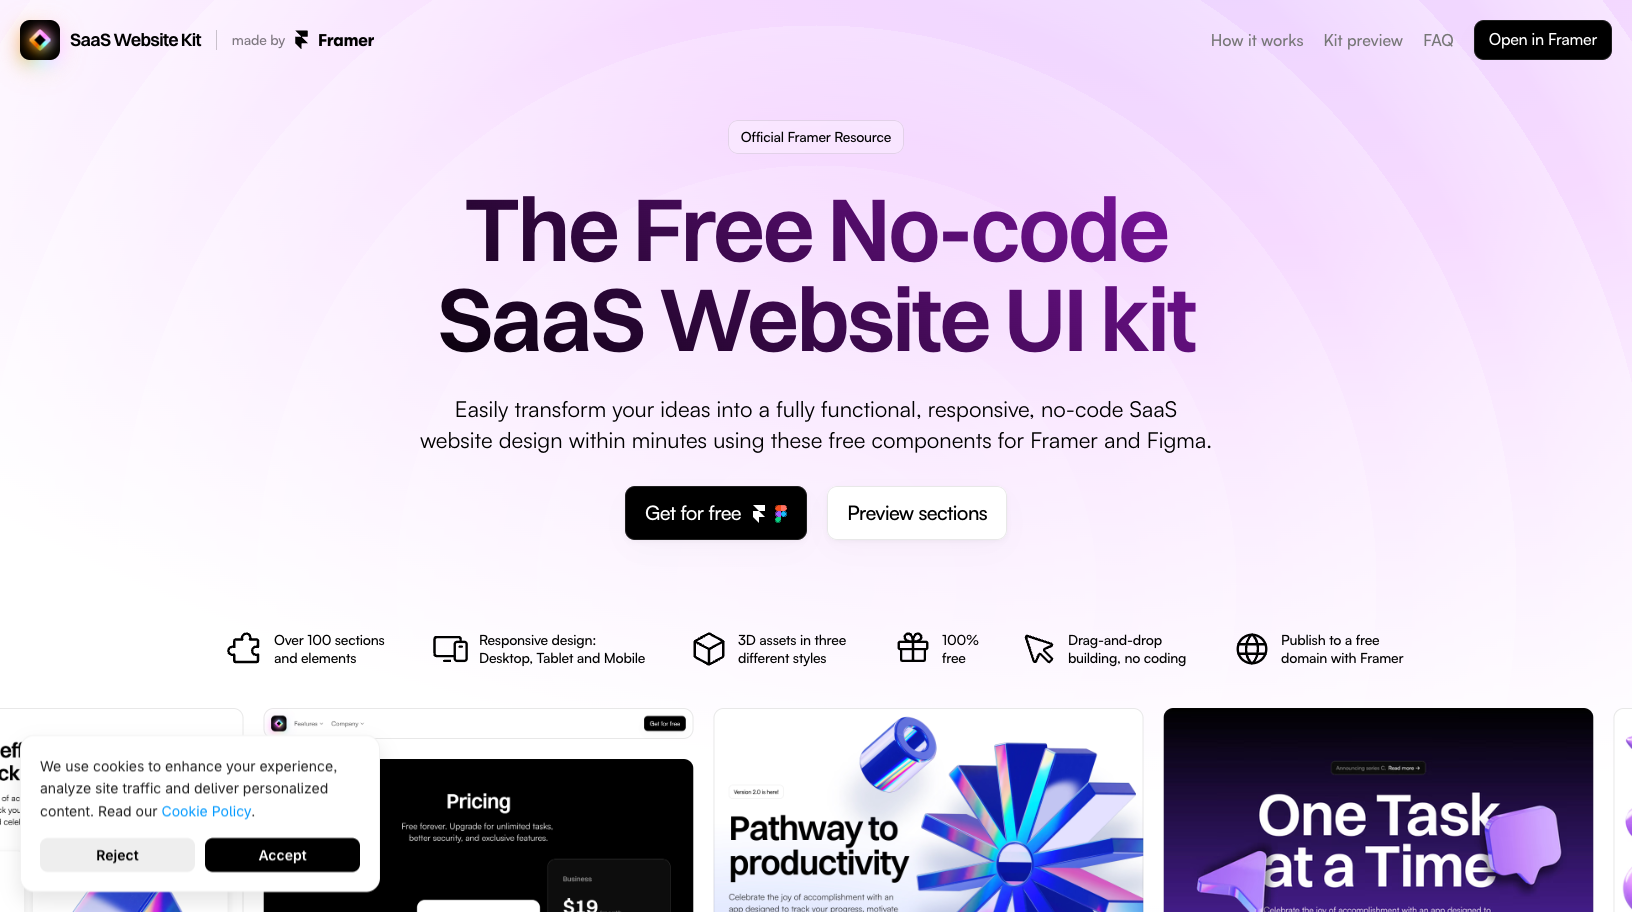 SaaS Website Kit
made by Framer
How it works
Kit preview
FAQ
Open in Framer
Official Framer Resource
The Free No-code
SaaS Website UI kit
Easily transform your ideas into a fully functional, responsive, no-code SaaS
website design within minutes using these free components for Framer and Figma.
Get for free
Preview sections
Over 100 sections
and elements
Responsive design:
Desktop, Tablet and Mobile
3D assets in three
different styles
100%
free
Drag-and-drop
building, no coding
Publish to a free
domain with Framer
We use cookies to enhance your experience,
analyze site traffic and deliver personalized
content. Read our Cookie Policy.
Reject
Accept
Features
Company
Get for free
Pricing
Free forever. Upgrade for unlimited tasks,
better security, and exclusive features.
Business
$19
Version 2.0 is here!
Pathway to
productivity
Celebrate the joy of accomplishment with an
app designed to track your progress, motivate
Announcing series C. Read more →
One Task
at a Time
Celebrate the joy of accomplishment with an app designed to